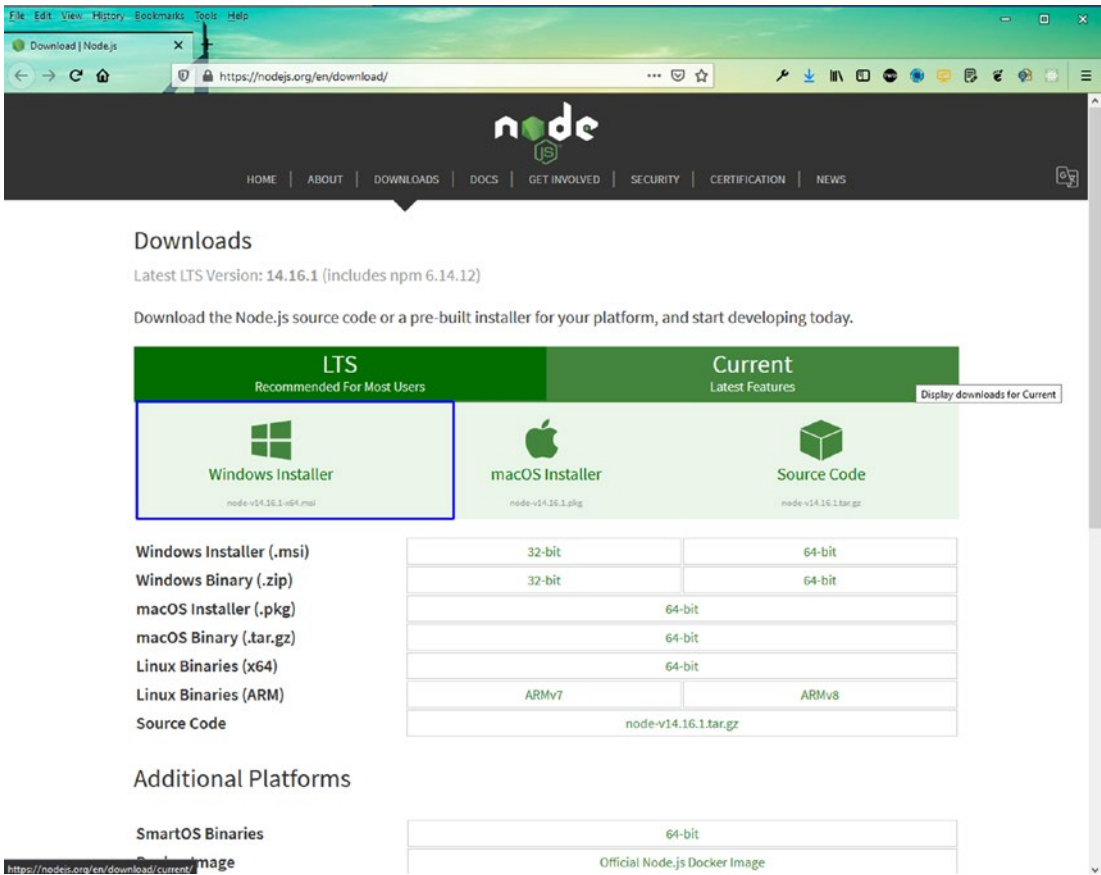 File Edit View History Bookmarks Tools Help
Download | Node.js
https://nodejs.org/en/download/
node
JS
HOME | ABOUT | DOWNLOADS | DOCS | GET INVOLVED | SECURITY | CERTIFICATION | NEWS
Downloads
Latest LTS Version: 14.16.1 (includes npm 6.14.12)
Download the Node.js source code or a pre-built installer for your platform, and start developing today.
LTS
Recommended For Most Users
Current
Latest Features
Display downloads for Current
Windows Installer
node-v14.16.1-x64.msi
macOS Installer
node-v14.16.1.pkg
Source Code
node-v14.16.1.tar.gz
Windows Installer (.msi) 32-bit 64-bit
Windows Binary (.zip) 32-bit 64-bit
macOS Installer (.pkg) 64-bit
macOS Binary (.tar.gz) 64-bit
Linux Binaries (x64) 64-bit
Linux Binaries (ARM) ARMv7 ARMv8
Source Code node-v14.16.1.tar.gz
Additional Platforms
SmartOS Binaries 64-bit
mage Official Node.js Docker Image
https://nodejs.org/en/download/current/